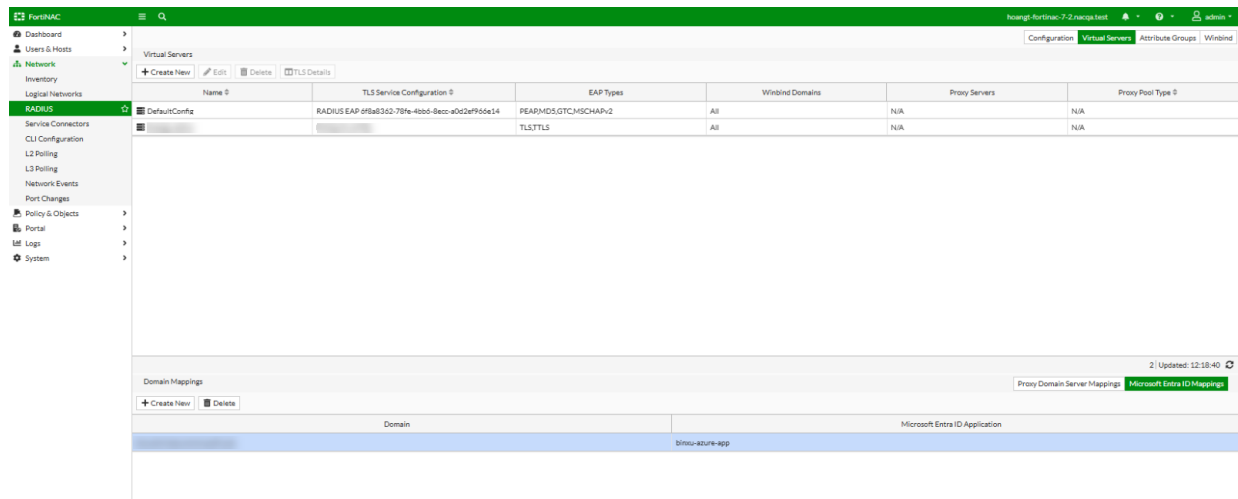 FortiNAC
hoangt-fortinac-7-2.nacqa.test admin
Dashboard
Users & Hosts
Network
Inventory
Logical Networks
RADIUS
Service Connectors
CLI Configuration
L2 Polling
L3 Polling
Network Events
Port Changes
Policy & Objects
Portal
Logs
System
Configuration Virtual Servers Attribute Groups Winbind
Virtual Servers
+ Create New Edit Delete TLS Details
Name TLS Service Configuration EAP Types Winbind Domains Proxy Servers Proxy Pool Type
DefaultConfig RADIUS EAP 6f8a8362-78fe-4bb6-8ecc-a0d2ef966e14 PEAP,MD5,GTC,MSCHAPv2 All N/A N/A
TLS,TTLS All N/A N/A
2 Updated: 12:18:40
Domain Mappings
Proxy Domain Server Mappings Microsoft Entra ID Mappings
+ Create New Delete
Domain Microsoft Entra ID Application
binxu-azure-app